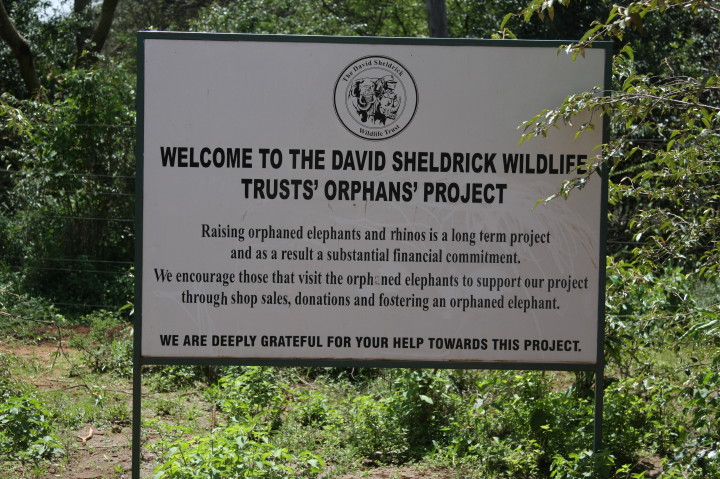 The David Sheldrick
Wildlife Trust
WELCOME TO THE DAVID SHELDRICK WILDLIFE
TRUSTS' ORPHANS' PROJECT
Raising orphaned elephants and rhinos is a long term project
and as a result a substantial financial commitment.
We encourage those that visit the orphaned elephants to support our project
through shop sales, donations and fostering an orphaned elephant.
WE ARE DEEPLY GRATEFUL FOR YOUR HELP TOWARDS THIS PROJECT.